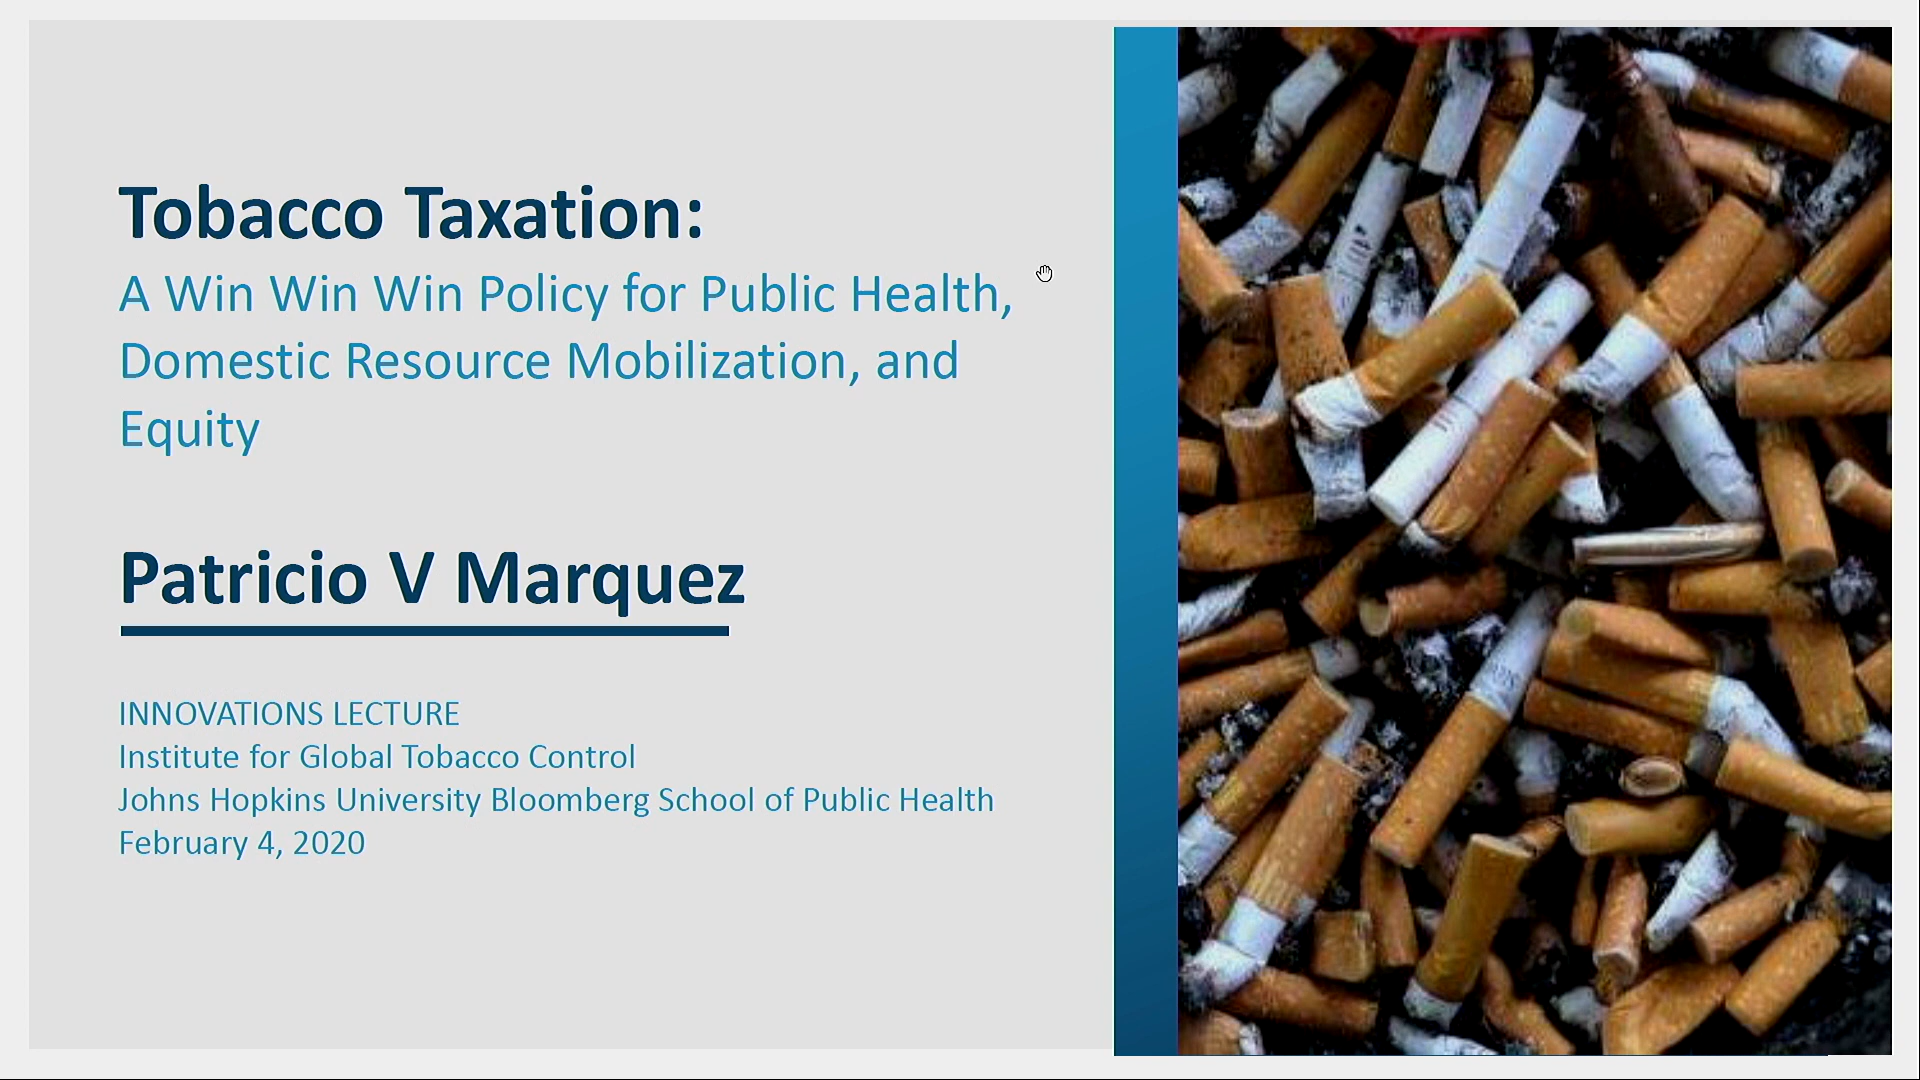 Tobacco Taxation:
A Win Win Win Policy for Public Health,
Domestic Resource Mobilization, and
Equity
Patricio V Marquez
INNOVATIONS LECTURE
Institute for Global Tobacco Control
Johns Hopkins University Bloomberg School of Public Health
February 4, 2020